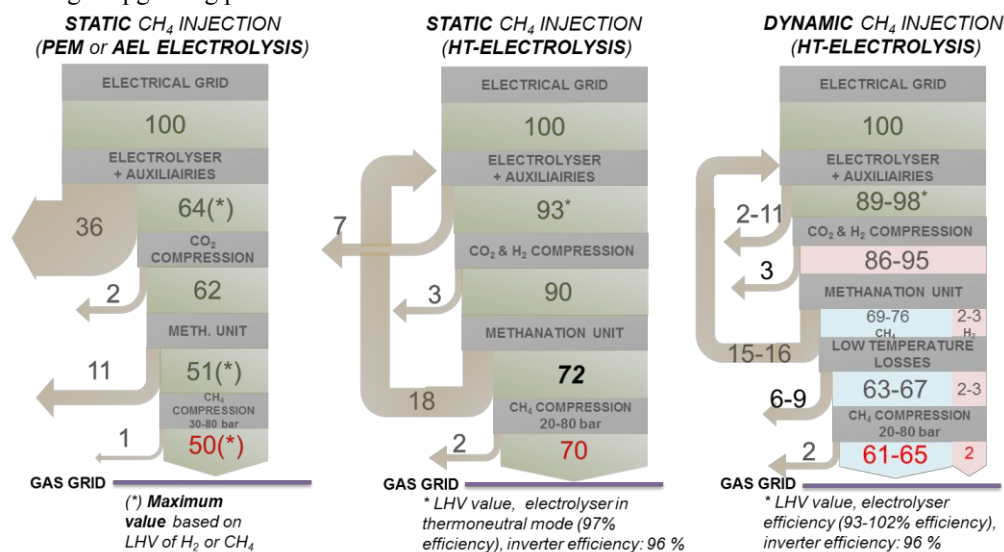 STATIC CH₄ INJECTION
(PEM or AEL ELECTROLYSIS)
ELECTRICAL GRID
100
ELECTROLYSER
+ AUXILIAIRIES
36
64(*)
CO₂
COMPRESSION
2
62
METH. UNIT
11
51(*)
CH₄
COMPRESSION
30-80 bar
1
50(*)
GAS GRID
(*) Maximum
value based on
LHV of H₂ or CH₄
STATIC CH₄ INJECTION
(HT-ELECTROLYSIS)
ELECTRICAL GRID
100
ELECTROLYSER
+ AUXILIAIRIES
7
93*
CO₂ & H₂ COMPRESSION
3
90
METHANATION UNIT
72
18
CH₄ COMPRESSION
20-80 bar
2
70
GAS GRID
* LHV value, electrolyser in
thermoneutral mode (97%
efficiency), inverter efficiency: 96 %
DYNAMIC CH₄ INJECTION
(HT-ELECTROLYSIS)
ELECTRICAL GRID
100
ELECTROLYSER
+ AUXILIAIRIES
2-11
89-98*
CO₂ & H₂ COMPRESSION
3
86-95
METHANATION UNIT
69-76 2-3
CH₄ H₂
15-16
LOW TEMPERATURE
LOSSES
6-9
63-67 2-3
CH₄ COMPRESSION
20-80 bar
2
61-65 2
GAS GRID
* LHV value, electrolyser
efficiency (93-102% efficiency),
inverter efficiency: 96 %